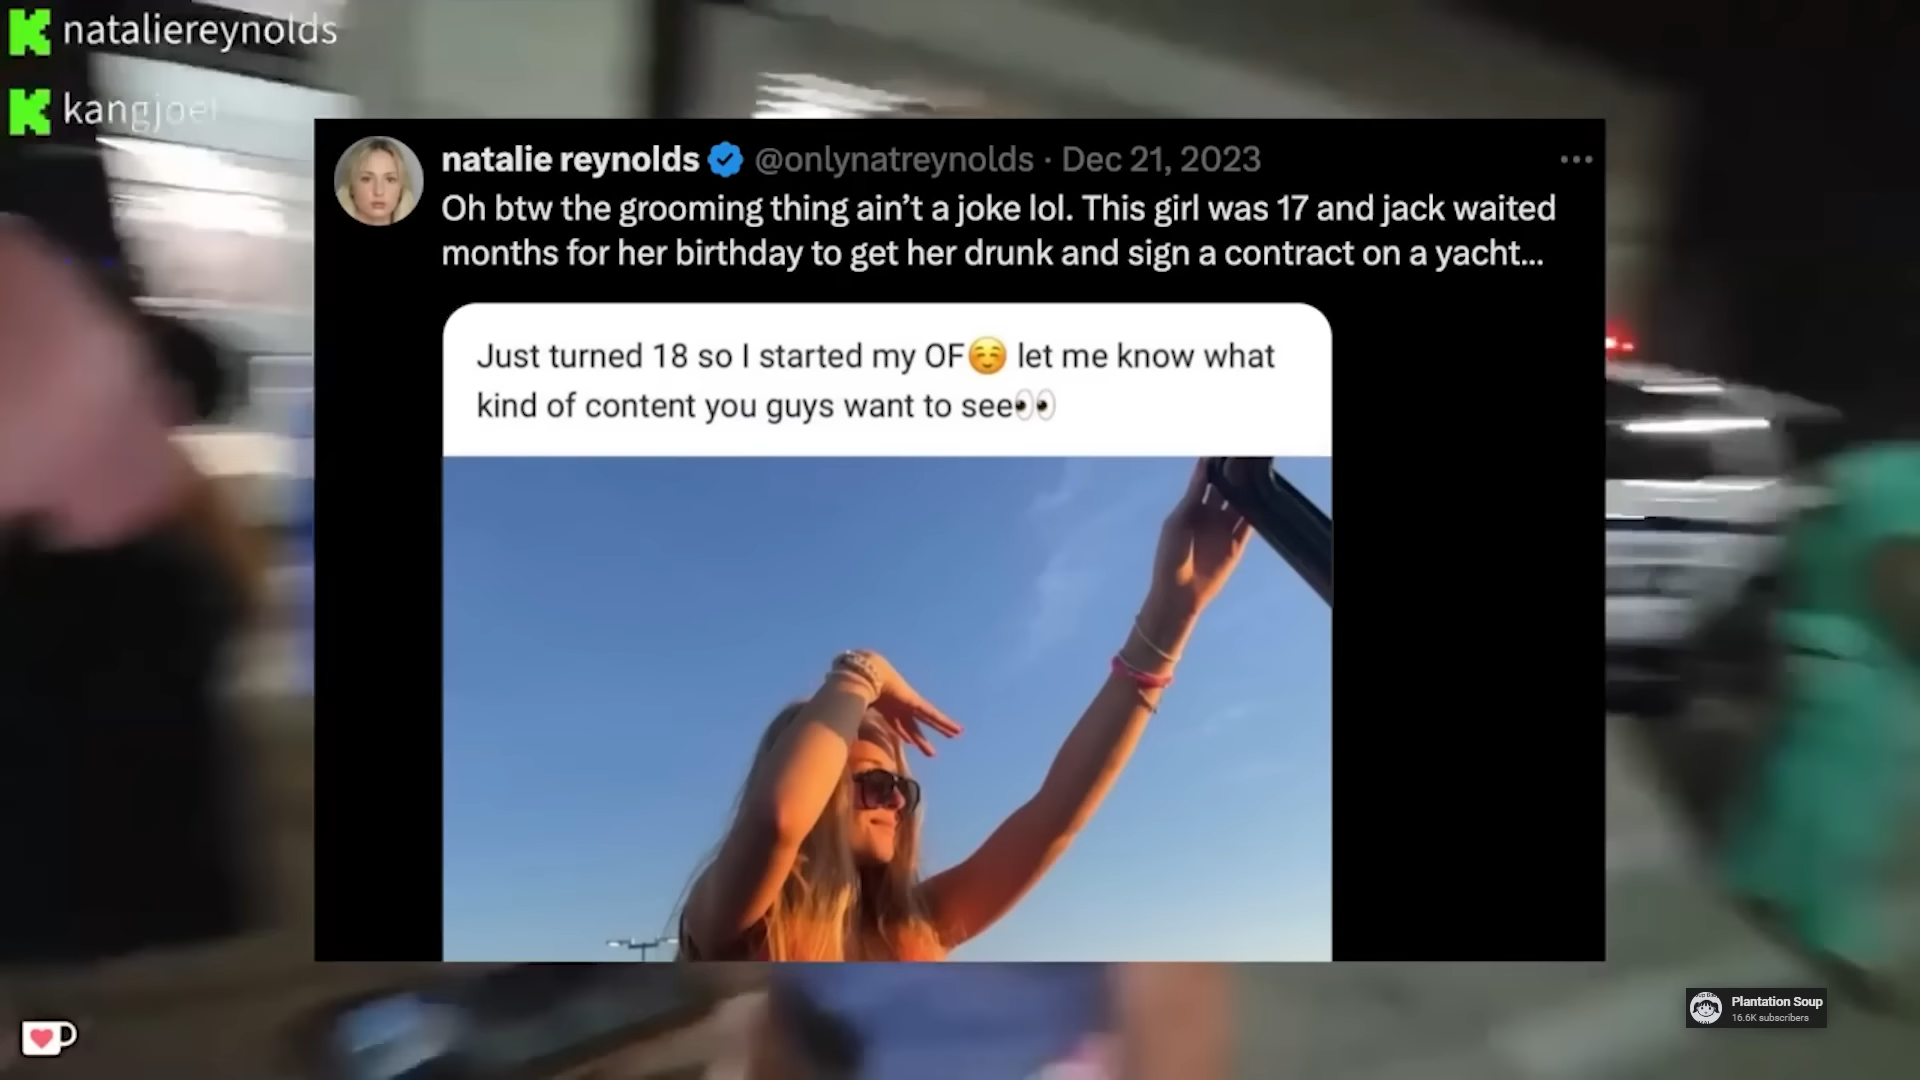 nataliereynolds
kangjoel
natalie reynolds @onlynatreynolds · Dec 21, 2023
Oh btw the grooming thing ain’t a joke lol. This girl was 17 and jack waited
months for her birthday to get her drunk and sign a contract on a yacht...
Just turned 18 so I started my OF☺️ let me know what
kind of content you guys want to see👀
Plantation Soup
16.6K subscribers